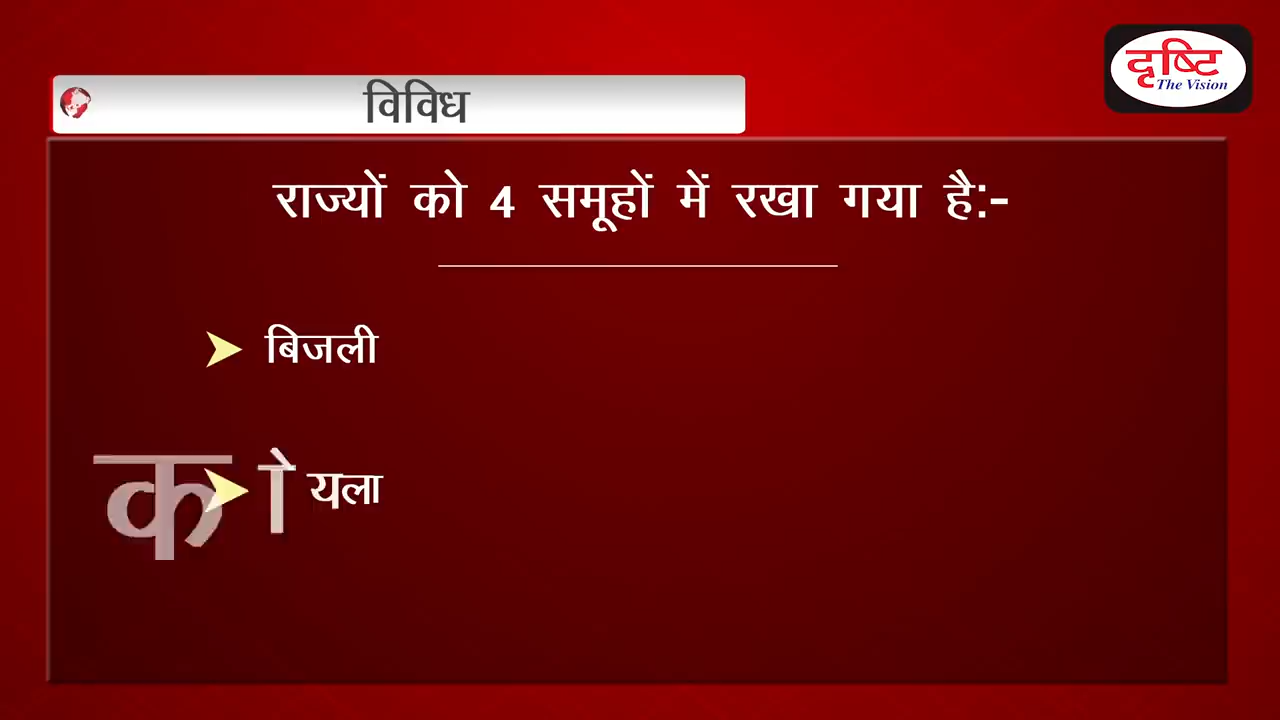 दृष्टि
The Vision
विविध
राज्यों को 4 समूहों में रखा गया है:-
➤ बिजली
➤ कोयला